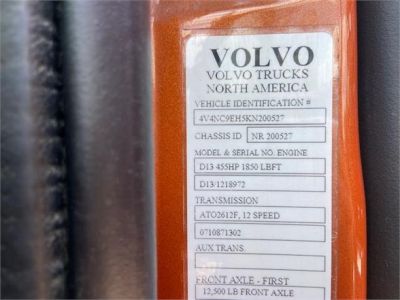 VOLVO
VOLVO TRUCKS
NORTH AMERICA
VEHICLE IDENTIFICATION #
4V4NC9EH5KN200527
CHASSIS ID NR 200527
MODEL & SERIAL NO. ENGINE
D13 455HP 1850 LBFT
D13/1218972
TRANSMISSION
ATO2612F, 12 SPEED
0710871302
AUX TRANS.
FRONT AXLE - FIRST
12,500 LB FRONT AXLE